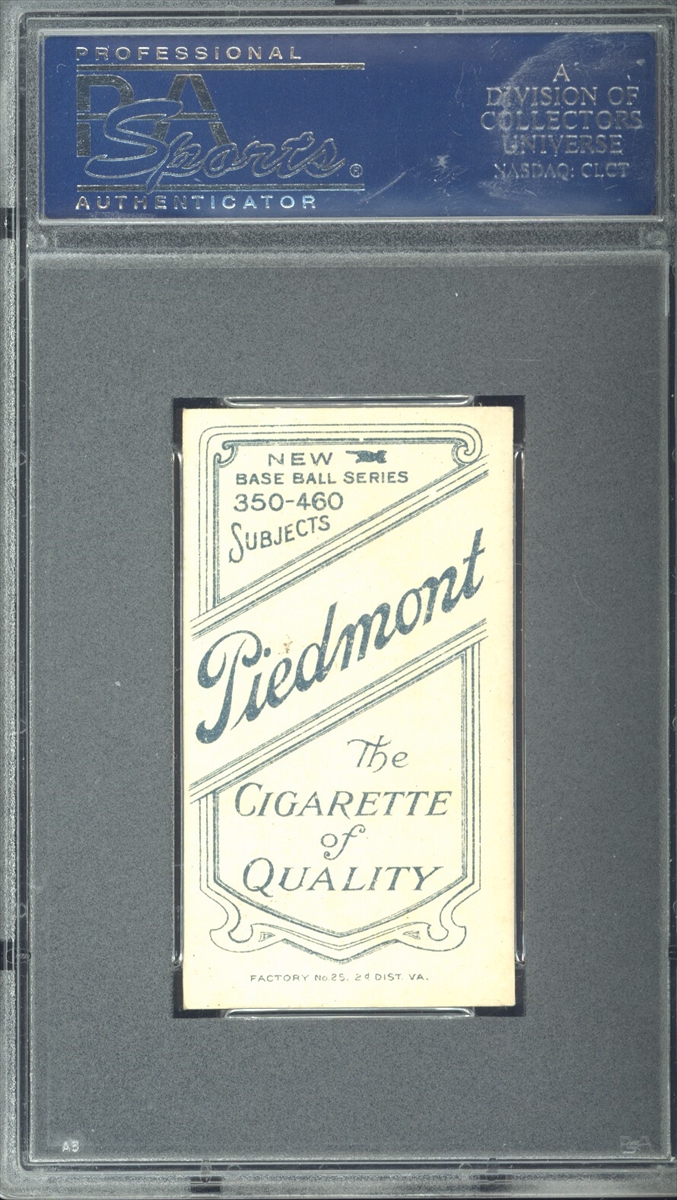 PROFESSIONAL
PSA
Sports®
AUTHENTICATOR
A
DIVISION OF
COLLECTORS
UNIVERSE
NASDAQ: CLCT
NEW
BASE BALL SERIES
350-460
SUBJECTS
Piedmont
The
CIGARETTE
of
QUALITY
FACTORY No. 25, 2d DIST. VA.
PSA